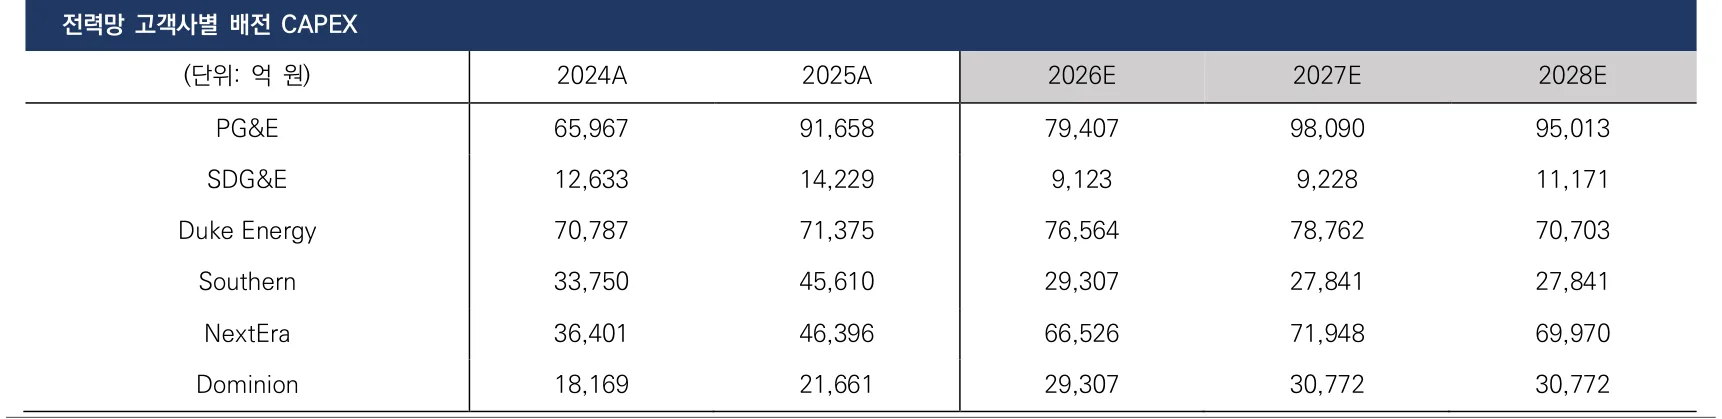 전력망 고객사별 배전 CAPEX
(단위: 억 원) 2024A 2025A 2026E 2027E 2028E
PG&E 65,967 91,658 79,407 98,090 95,013
SDG&E 12,633 14,229 9,123 9,228 11,171
Duke Energy 70,787 71,375 76,564 78,762 70,703
Southern 33,750 45,610 29,307 27,841 27,841
NextEra 36,401 46,396 66,526 71,948 69,970
Dominion 18,169 21,661 29,307 30,772 30,772